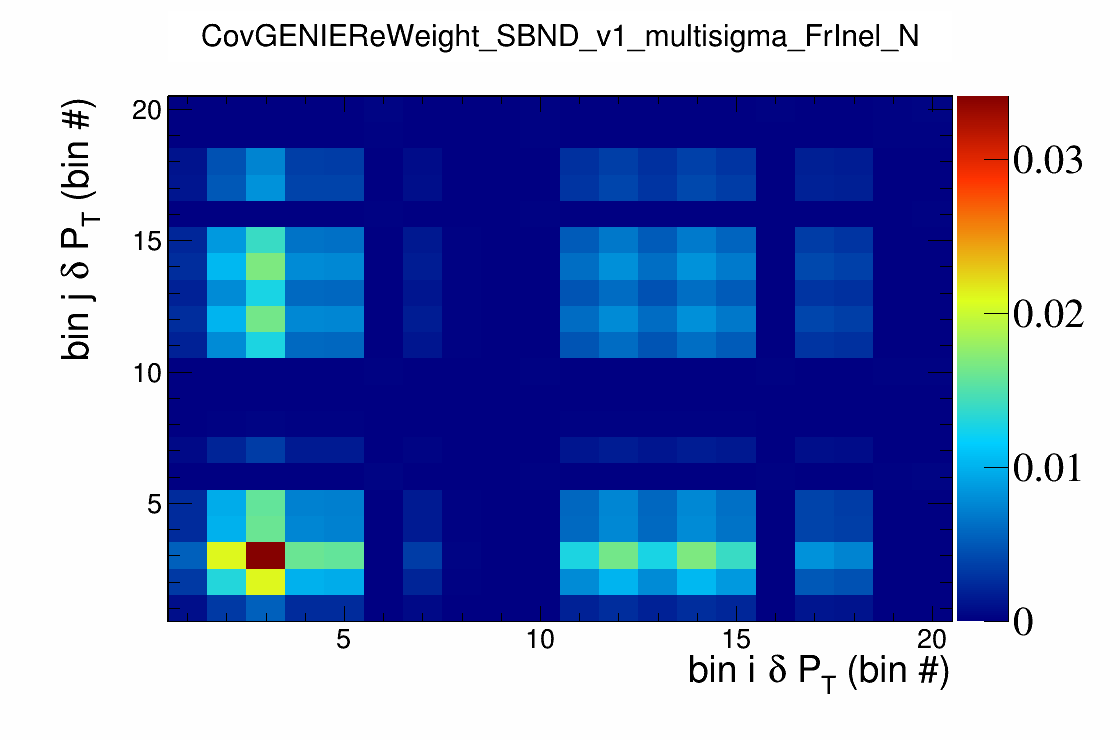 CovGENIEReWeight_SBND_v1_multisigma_FrInel_N
bin j δ P_T (bin #)
20
15
10
5
5 10 15 20
bin i δ P_T (bin #)
0.03
0.02
0.01
0